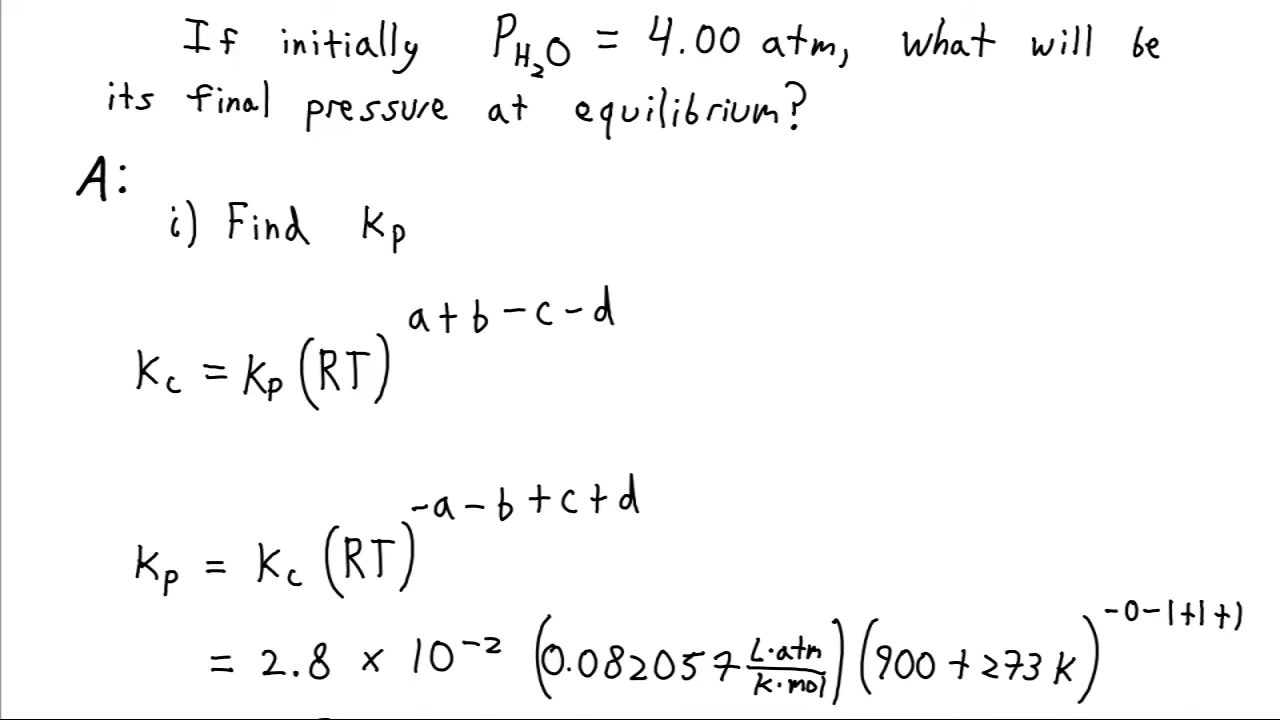 If initially P_H₂O = 4.00 atm, what will be
its final pressure at equilibrium?
A:
i) Find Kp
Kc = Kp (RT)^(a+b-c-d)
Kp = Kc (RT)^(-a-b+c+d)
= 2.8 × 10⁻² (0.082057 L·atm/K·mol) (900 + 273 K)^(-0-1+1+1)